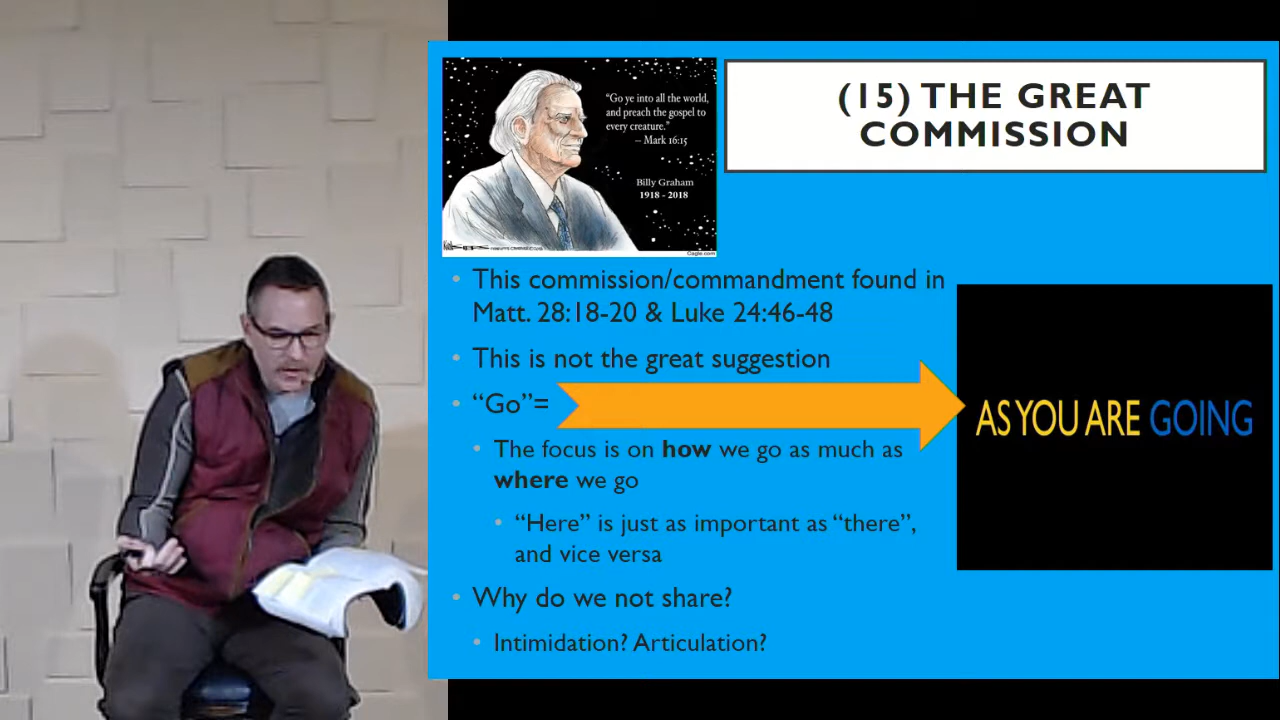 (15) THE GREAT
COMMISSION
“Go ye into all the world,
and preach the gospel to
every creature.”
– Mark 16:15
Billy Graham
1918 - 2018
Cagle.com
• This commission/commandment found in
Matt. 28:18-20 & Luke 24:46-48
• This is not the great suggestion
• “Go”=
AS YOU ARE GOING
• The focus is on how we go as much as
where we go
• “Here” is just as important as “there”,
and vice versa
• Why do we not share?
• Intimidation? Articulation?